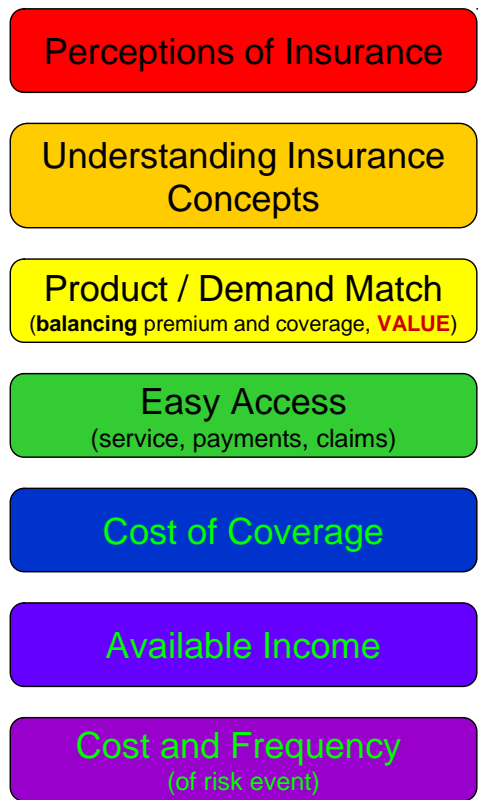 Perceptions of Insurance
Understanding Insurance
Concepts
Product / Demand Match
(balancing premium and coverage, VALUE)
Easy Access
(service, payments, claims)
Cost of Coverage
Available Income
Cost and Frequency
(of risk event)